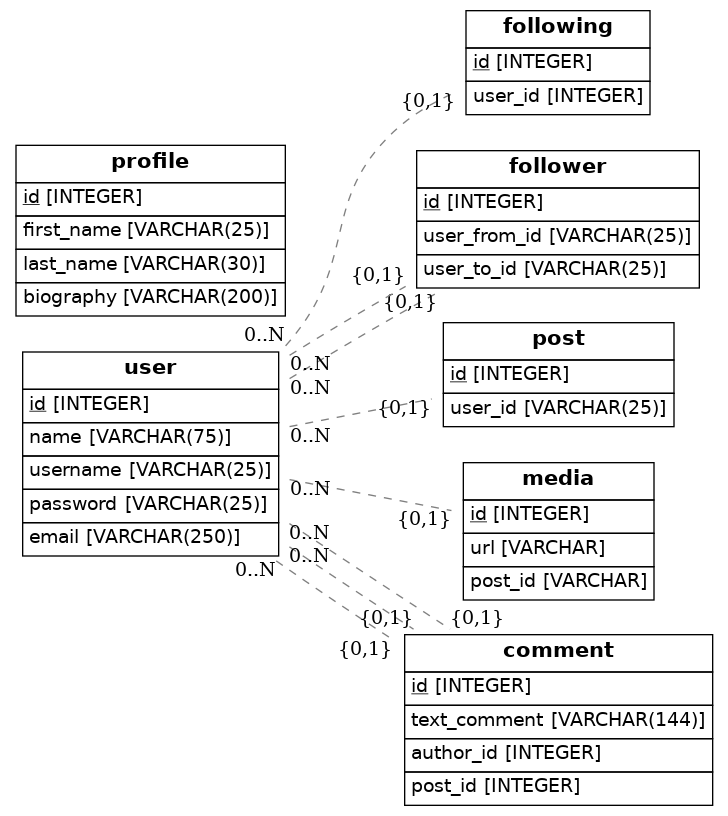 following
id [INTEGER]
user_id [INTEGER]
{0,1}
profile
id [INTEGER]
first_name [VARCHAR(25)]
last_name [VARCHAR(30)]
biography [VARCHAR(200)]
follower
id [INTEGER]
user_from_id [VARCHAR(25)]
user_to_id [VARCHAR(25)]
{0,1}
{0,1}
0..N
0..N
0..N
user
id [INTEGER]
name [VARCHAR(75)]
username [VARCHAR(25)]
password [VARCHAR(25)]
email [VARCHAR(250)]
post
id [INTEGER]
user_id [VARCHAR(25)]
{0,1}
0..N
media
id [INTEGER]
url [VARCHAR]
post_id [VARCHAR]
0..N
{0,1}
0..N
0..N
0..N
{0,1}
{0,1}
{0,1}
comment
id [INTEGER]
text_comment [VARCHAR(144)]
author_id [INTEGER]
post_id [INTEGER]